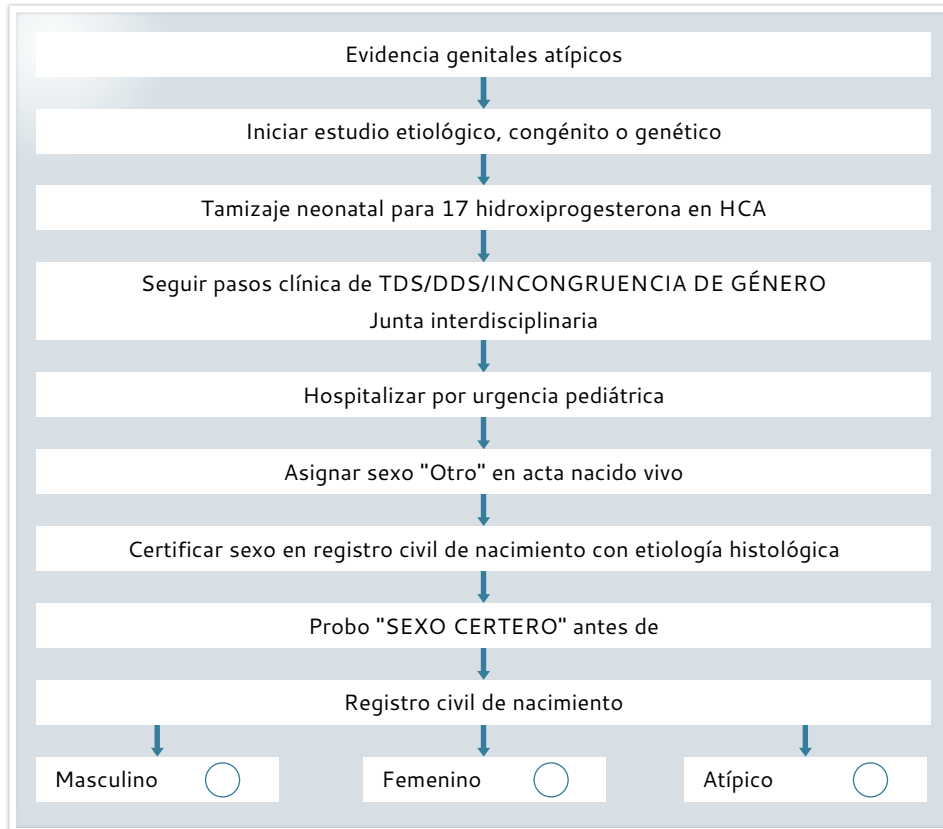 Evidencia genitales atípicos
Iniciar estudio etiológico, congénito o genético
Tamizaje neonatal para 17 hidroxiprogesterona en HCA
Seguir pasos clínica de TDS/DDS/INCONGRUENCIA DE GÉNERO
Junta interdisciplinaria
Hospitalizar por urgencia pediátrica
Asignar sexo "Otro" en acta nacido vivo
Certificar sexo en registro civil de nacimiento con etiología histológica
Probo "SEXO CERTERO" antes de
Registro civil de nacimiento
Masculino
Femenino
Atípico